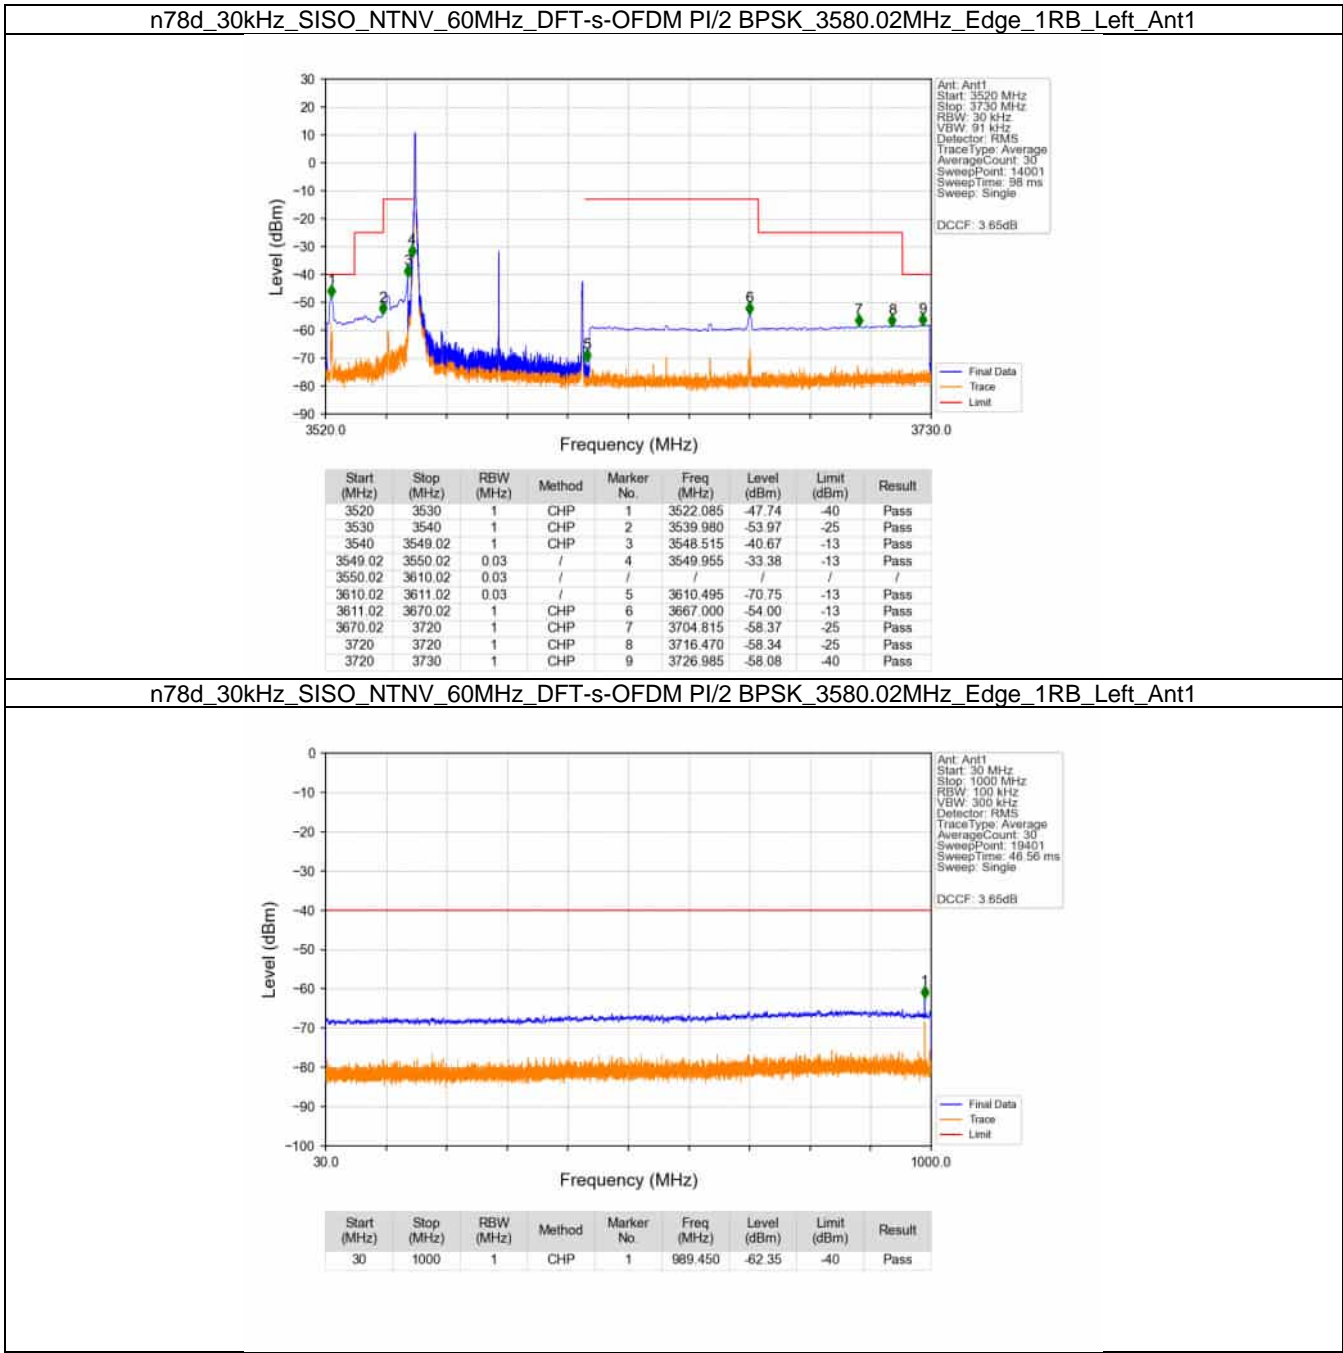 n78d_30kHz_SISO_NTNV_60MHz_DFT-s-OFDM PI/2 BPSK_3580.02MHz_Edge_1RB_Left_Ant1
30
20
10
0
−10
−20
−30
−40
−50
−60
−70
−80
−90
Level (dBm)
1
2
3
4
5
6
7
8
9
3520.0
3730.0
Frequency (MHz)
Ant: Ant1
Start: 3520 MHz
Stop: 3730 MHz
RBW: 30 kHz
VBW: 91 kHz
Detector: RMS
TraceType: Average
AverageCount: 30
SweepPoint: 14001
SweepTime: 98 ms
Sweep: Single
DCCF: 3.65dB
Final Data
Trace
Limit
Start (MHz) Stop (MHz) RBW (MHz) Method Marker No. Freq (MHz) Level (dBm) Limit (dBm) Result
3520 3530 1 CHP 1 3522.085 -47.74 -40 Pass
3530 3540 1 CHP 2 3539.980 -53.97 -25 Pass
3540 3549.02 1 CHP 3 3548.515 -40.67 -13 Pass
3549.02 3550.02 0.03 / 4 3549.955 -33.38 -13 Pass
3550.02 3610.02 0.03 / / / / / /
3610.02 3611.02 0.03 / 5 3610.495 -70.75 -13 Pass
3611.02 3670.02 1 CHP 6 3667.000 -54.00 -13 Pass
3670.02 3720 1 CHP 7 3704.815 -58.37 -25 Pass
3720 3720 1 CHP 8 3716.470 -58.34 -25 Pass
3720 3730 1 CHP 9 3726.985 -58.08 -40 Pass
n78d_30kHz_SISO_NTNV_60MHz_DFT-s-OFDM PI/2 BPSK_3580.02MHz_Edge_1RB_Left_Ant1
0
−10
−20
−30
−40
−50
−60
−70
−80
−90
−100
Level (dBm)
1
30.0
1000.0
Frequency (MHz)
Ant: Ant1
Start: 30 MHz
Stop: 1000 MHz
RBW: 100 kHz
VBW: 300 kHz
Detector: RMS
TraceType: Average
AverageCount: 30
SweepPoint: 19401
SweepTime: 46.56 ms
Sweep: Single
DCCF: 3.65dB
Final Data
Trace
Limit
Start (MHz) Stop (MHz) RBW (MHz) Method Marker No. Freq (MHz) Level (dBm) Limit (dBm) Result
30 1000 1 CHP 1 989.450 -62.35 -40 Pass